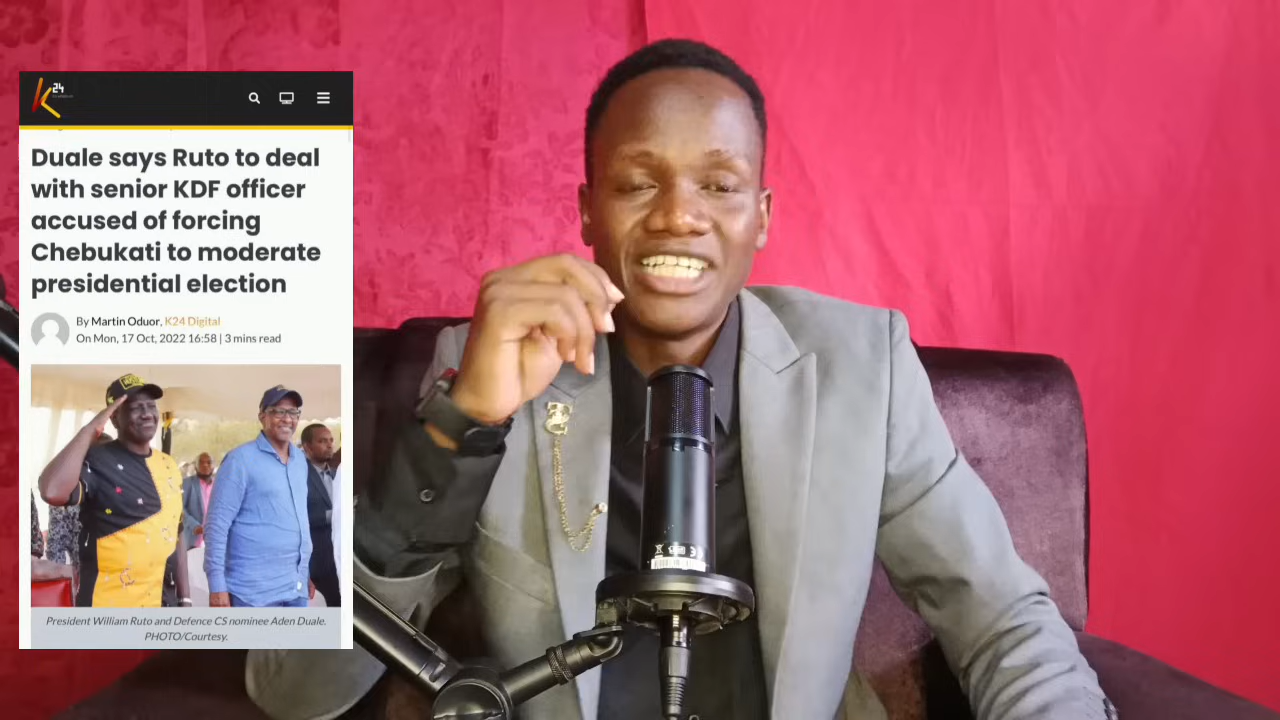 24
Duale says Ruto to deal
with senior KDF officer
accused of forcing
Chebukati to moderate
presidential election
By Martin Oduor, K24 Digital
On Mon, 17 Oct, 2022 16:58 | 3 mins read
President William Ruto and Defence CS nominee Aden Duale.
PHOTO/Courtesy.